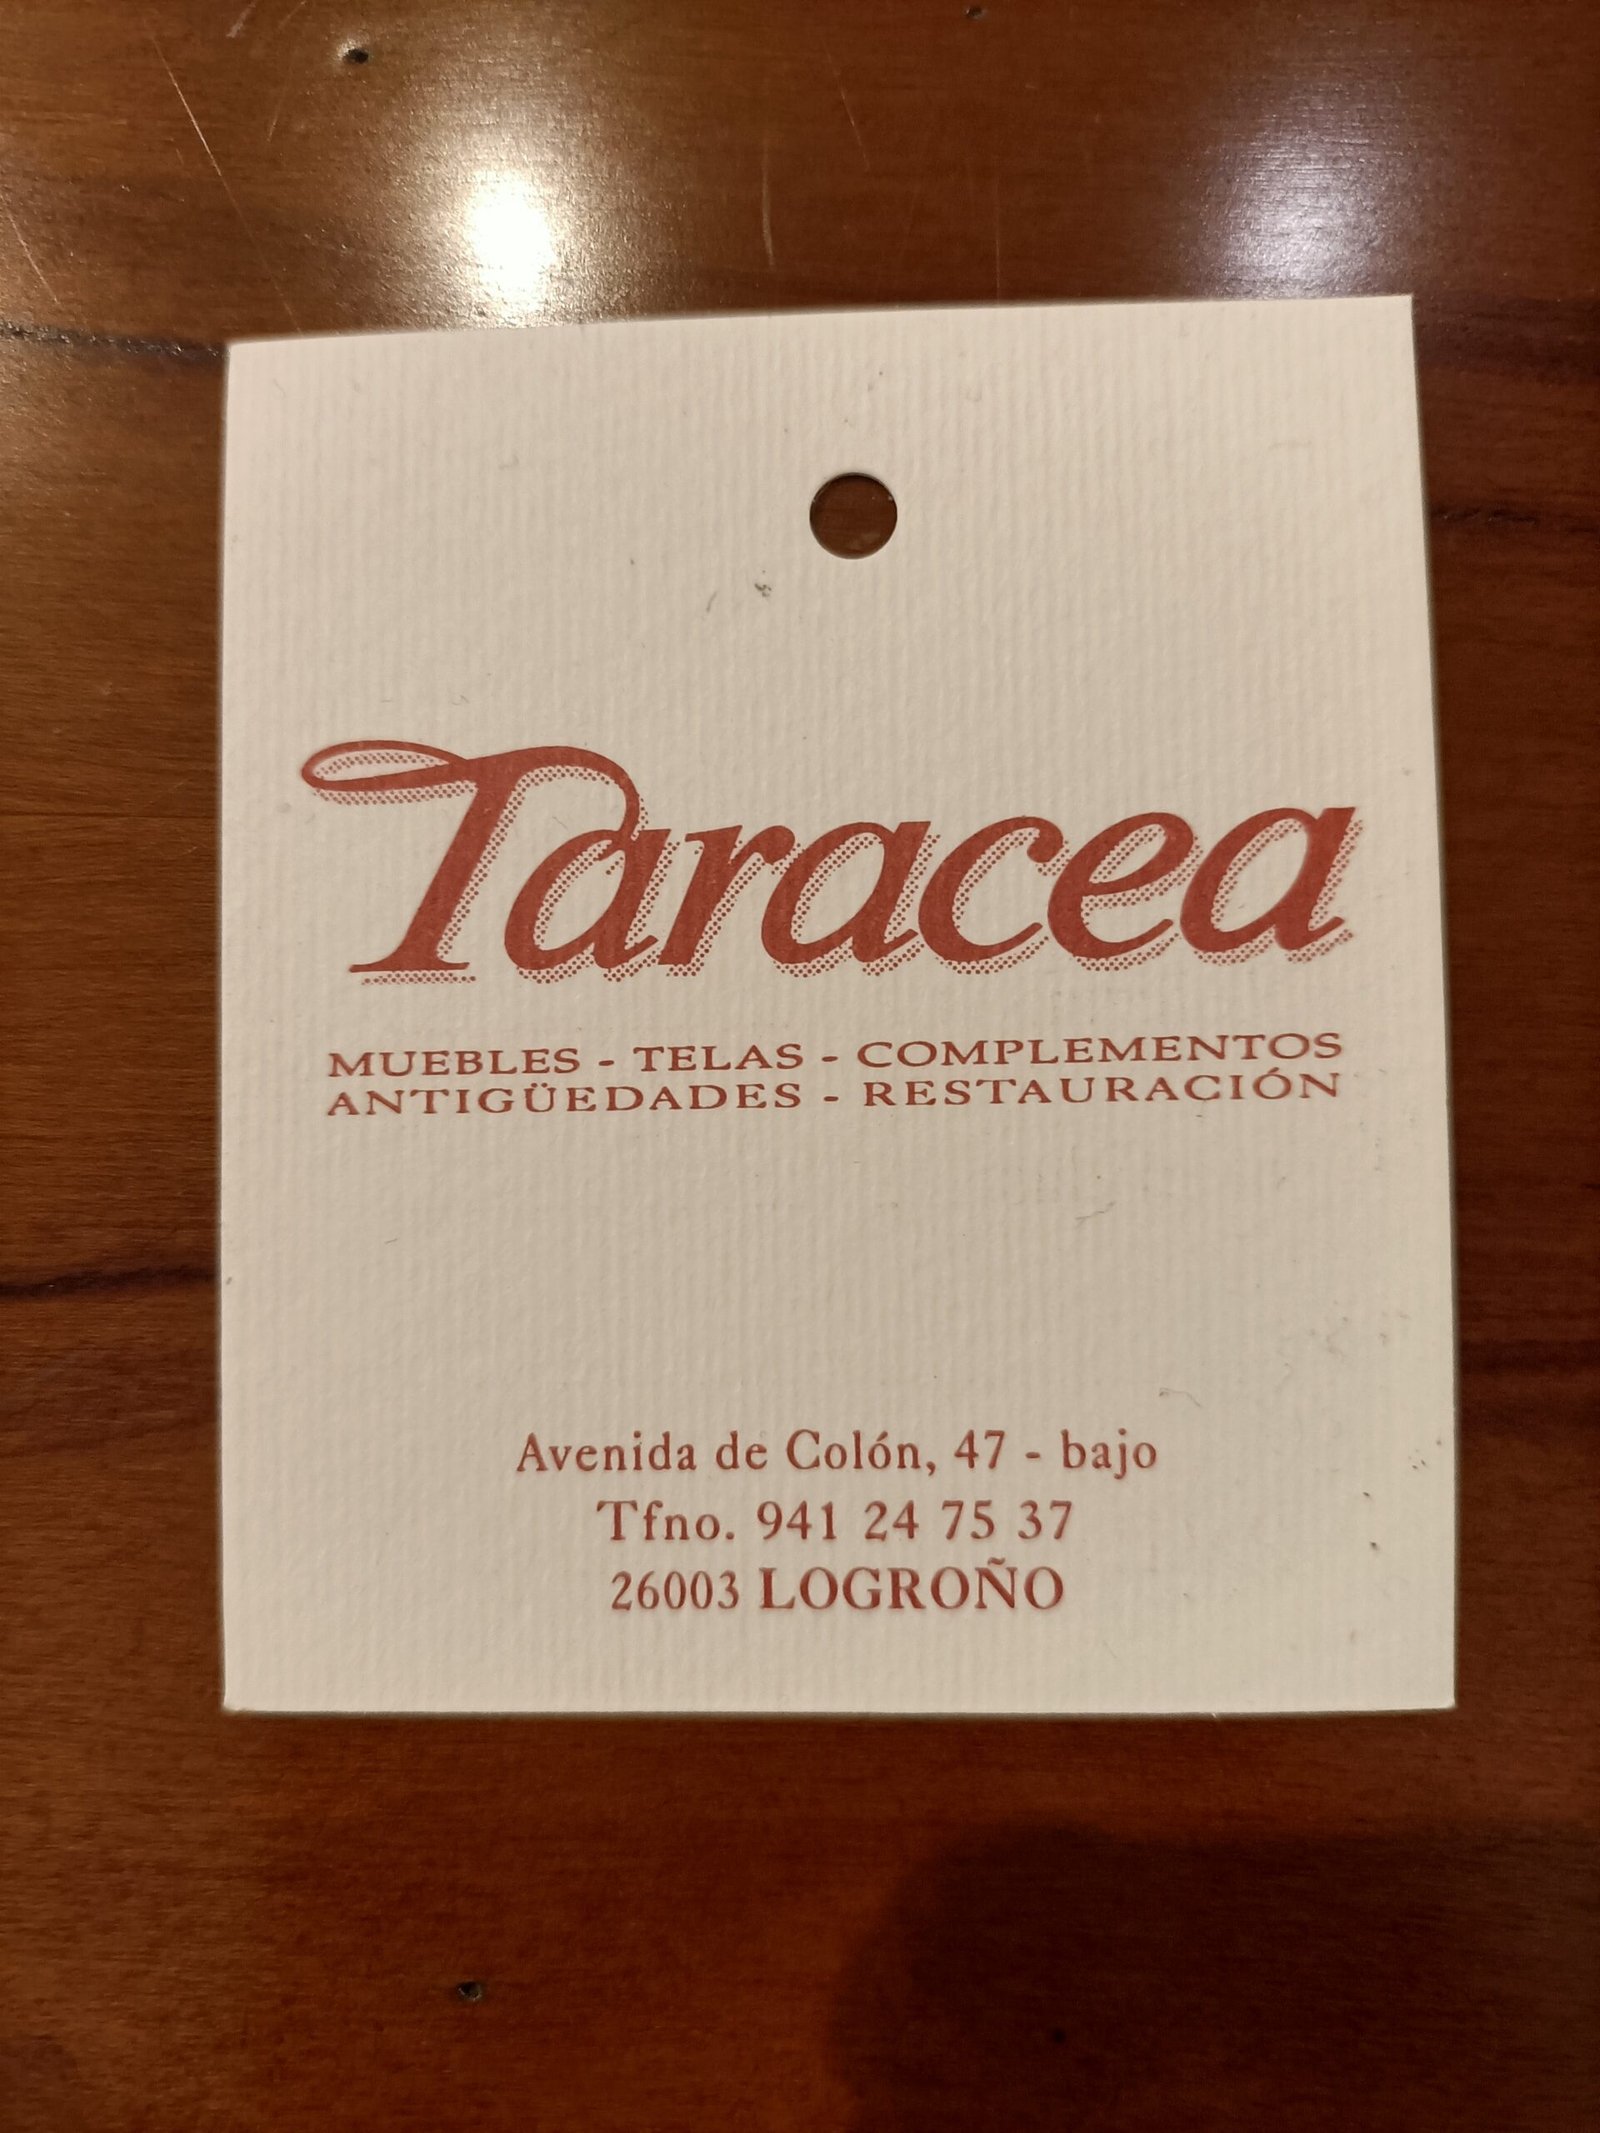 Taracea
MUEBLES - TELAS - COMPLEMENTOS
ANTIGÜEDADES - RESTAURACIÓN
Avenida de Colón, 47 - bajo
Tfno. 941 24 75 37
26003 LOGROÑO